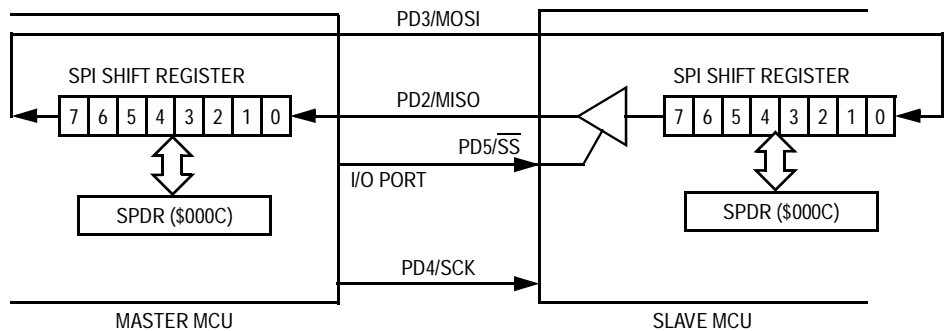 PD3/MOSI
SPI SHIFT REGISTER
SPI SHIFT REGISTER
7 6 5 4 3 2 1 0
PD2/MISO
7 6 5 4 3 2 1 0
PD5/S̅S̅
I/O PORT
SPDR ($000C)
SPDR ($000C)
PD4/SCK
MASTER MCU
SLAVE MCU